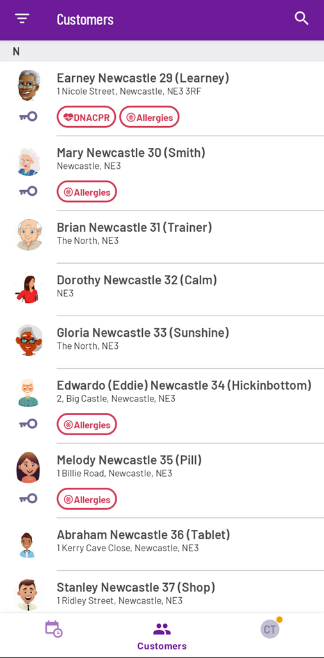 Customers
N
Earney Newcastle 29 (Learney)
1 Nicole Street, Newcastle, NE3 3RF
DNACPR Allergies
Mary Newcastle 30 (Smith)
Newcastle, NE3
Allergies
Brian Newcastle 31 (Trainer)
The North, NE3
Dorothy Newcastle 32 (Calm)
NE3
Gloria Newcastle 33 (Sunshine)
The North, NE3
Edwardo (Eddie) Newcastle 34 (Hickinbottom)
2, Big Castle, Newcastle, NE3
Allergies
Melody Newcastle 35 (Pill)
1 Billie Road, Newcastle, NE3
Allergies
Abraham Newcastle 36 (Tablet)
1 Kerry Cave Close, Newcastle, NE3
Stanley Newcastle 37 (Shop)
1 Ridley Street, Newcastle, NE3
CT
Customers